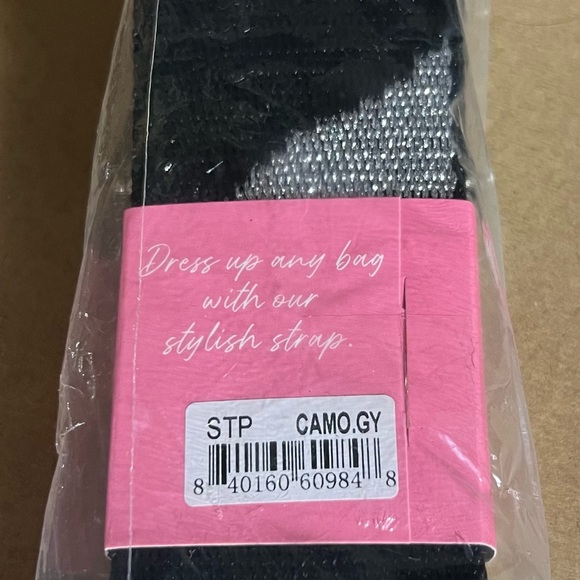 Dress up any bag
with our
stylish strap.
STP CAMO.GY
8 40160 60984 8